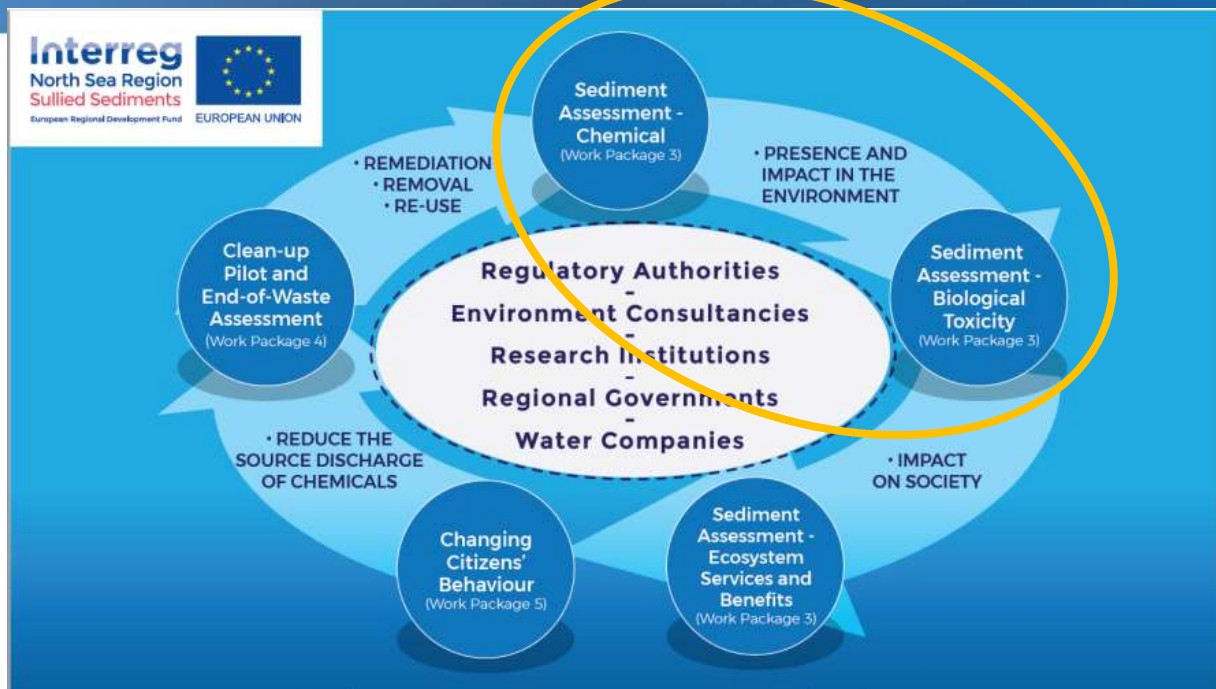 Interreg
North Sea Region
Sullied Sediments
European Regional Development Fund
EUROPEAN UNION
Sediment
Assessment -
Chemical
(Work Package 3)
• PRESENCE AND
IMPACT IN THE
ENVIRONMENT
Sediment
Assessment -
Biological
Toxicity
(Work Package 3)
• IMPACT
ON SOCIETY
Sediment
Assessment -
Ecosystem
Services and
Benefits
(Work Package 3)
Changing
Citizens'
Behaviour
(Work Package 5)
• REDUCE THE
SOURCE DISCHARGE
OF CHEMICALS
Clean-up
Pilot and
End-of-Waste
Assessment
(Work Package 4)
• REMEDIATION
• REMOVAL
• RE-USE
Regulatory Authorities
-
Environment Consultancies
-
Research Institutions
-
Regional Governments
-
Water Companies